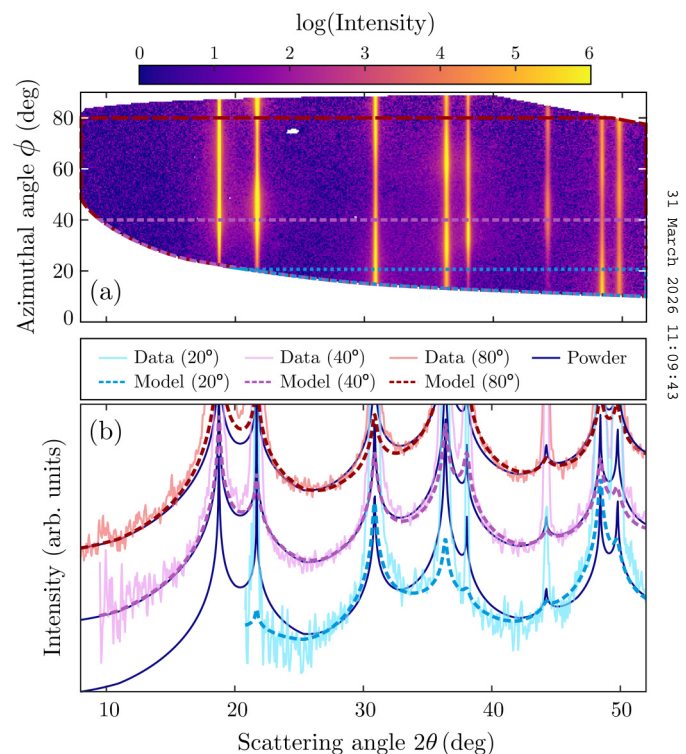 log(Intensity)
0 1 2 3 4 5 6
Azimuthal angle ϕ (deg)
80
60
40
20
0
(a)
31 March 2026 11:09:43
Data (20°) Data (40°) Data (80°) Powder
Model (20°) Model (40°) Model (80°)
(b)
Intensity (arb. units)
10 20 30 40 50
Scattering angle 2θ (deg)